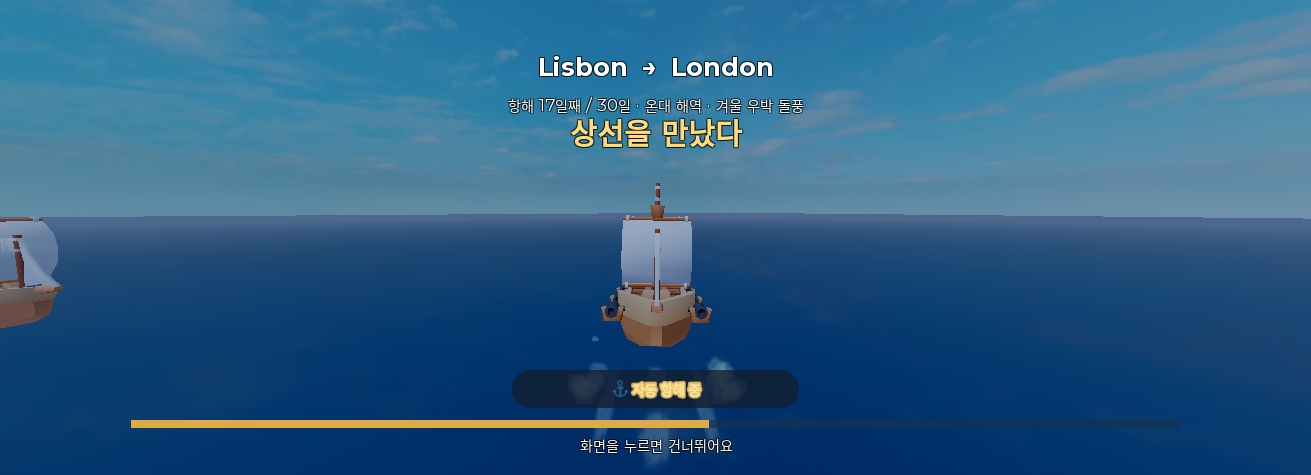 Lisbon → London
항해 17일째 / 30일 · 온대 해역 · 겨울 우박 돌풍
상선을 만났다
⚓ 자동 항해 중
화면을 누르면 건너뛰어요